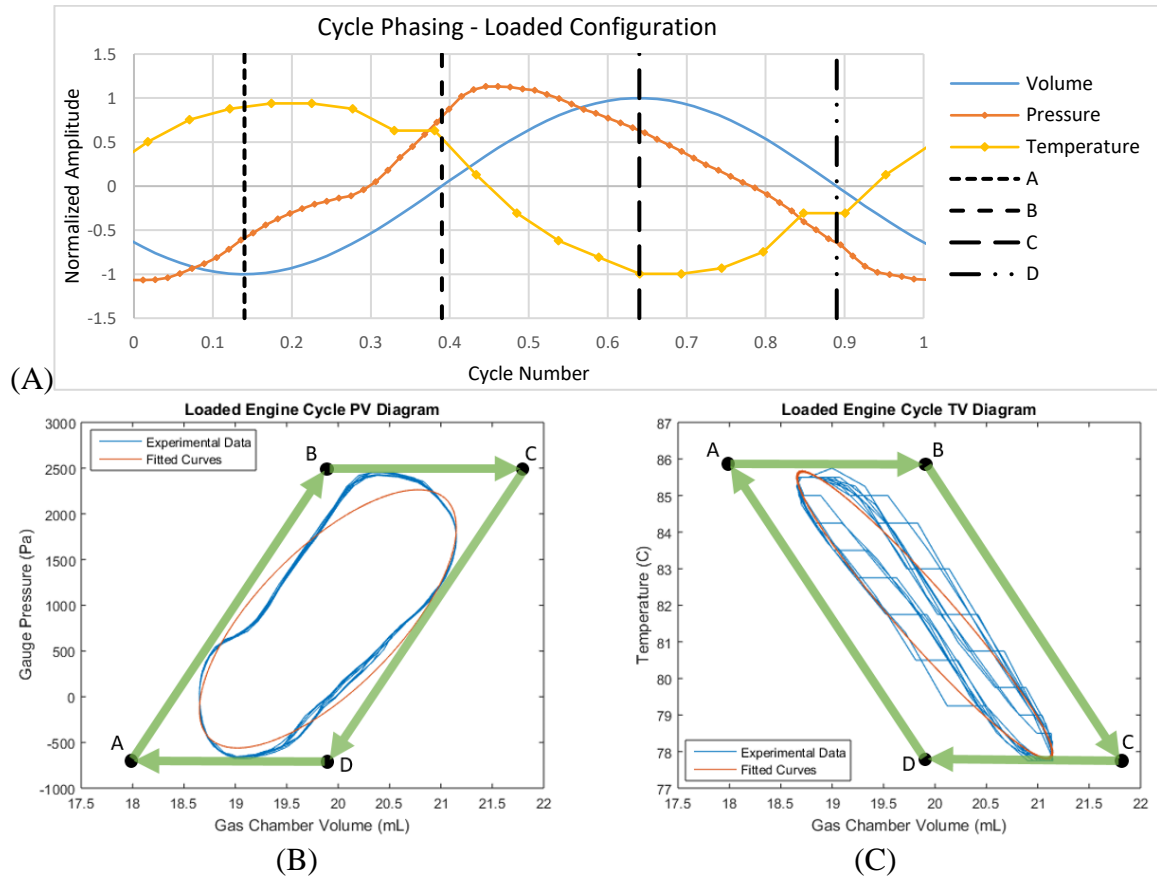 Cycle Phasing - Loaded Configuration
Normalized Amplitude
1.5
1
0.5
0
-0.5
-1
-1.5
0 0.1 0.2 0.3 0.4 0.5 0.6 0.7 0.8 0.9 1
Cycle Number
Volume
Pressure
Temperature
A
B
C
D
(A)
Loaded Engine Cycle PV Diagram
Experimental Data
Fitted Curves
Gauge Pressure (Pa)
3000
2500
2000
1500
1000
500
0
-500
-1000
A
B
C
D
17.5 18 18.5 19 19.5 20 20.5 21 21.5 22
Gas Chamber Volume (mL)
(B)
Loaded Engine Cycle TV Diagram
Temperature (C)
87
86
85
84
83
82
81
80
79
78
77
A
B
C
D
Experimental Data
Fitted Curves
17.5 18 18.5 19 19.5 20 20.5 21 21.5 22
Gas Chamber Volume (mL)
(C)